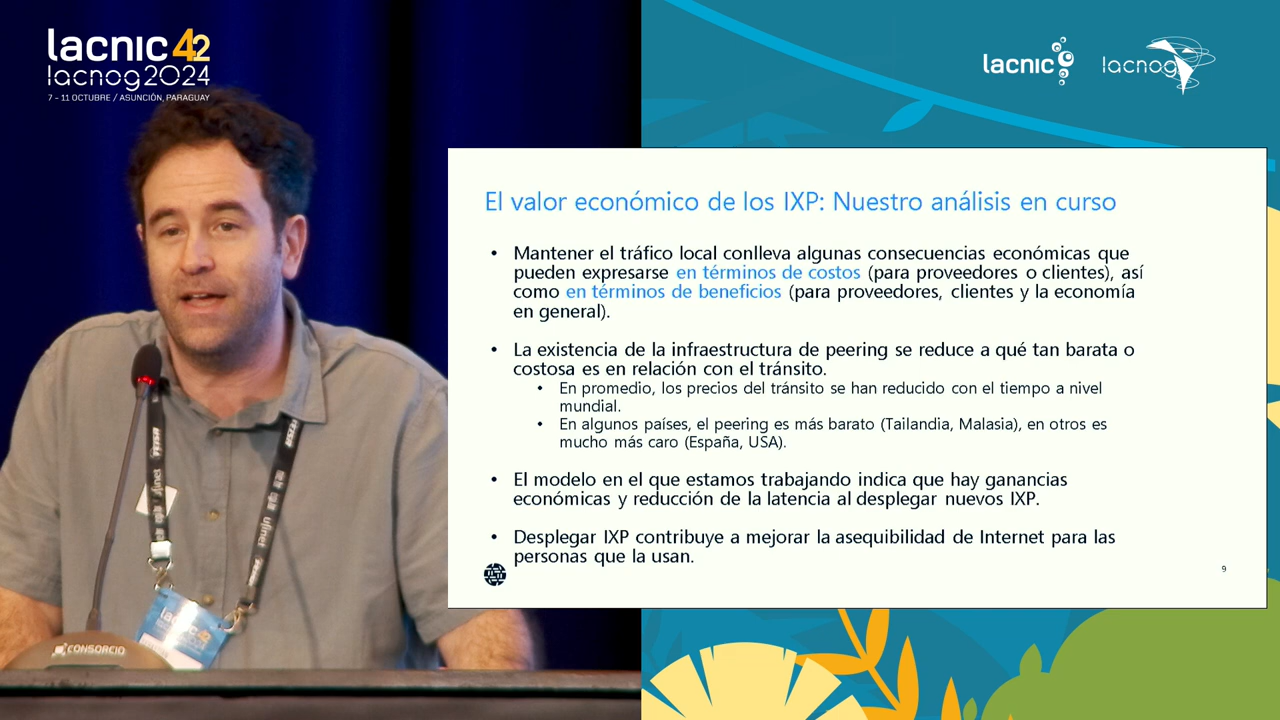 lacnic 42
lacnog2024
7 - 11 OCTUBRE / ASUNCIÓN, PARAGUAY
lacnic
lacnog
El valor económico de los IXP: Nuestro análisis en curso
• Mantener el tráfico local conlleva algunas consecuencias económicas que
pueden expresarse en términos de costos (para proveedores o clientes), así
como en términos de beneficios (para proveedores, clientes y la economía
en general).
• La existencia de la infraestructura de peering se reduce a qué tan barata o
costosa es en relación con el tránsito.
• En promedio, los precios del tránsito se han reducido con el tiempo a nivel
mundial.
• En algunos países, el peering es más barato (Tailandia, Malasia), en otros es
mucho más caro (España, USA).
• El modelo en el que estamos trabajando indica que hay ganancias
económicas y reducción de la latencia al desplegar nuevos IXP.
• Desplegar IXP contribuye a mejorar la asequibilidad de Internet para las
personas que la usan.
9
ufinet
lacnic 42
CONSORCIO